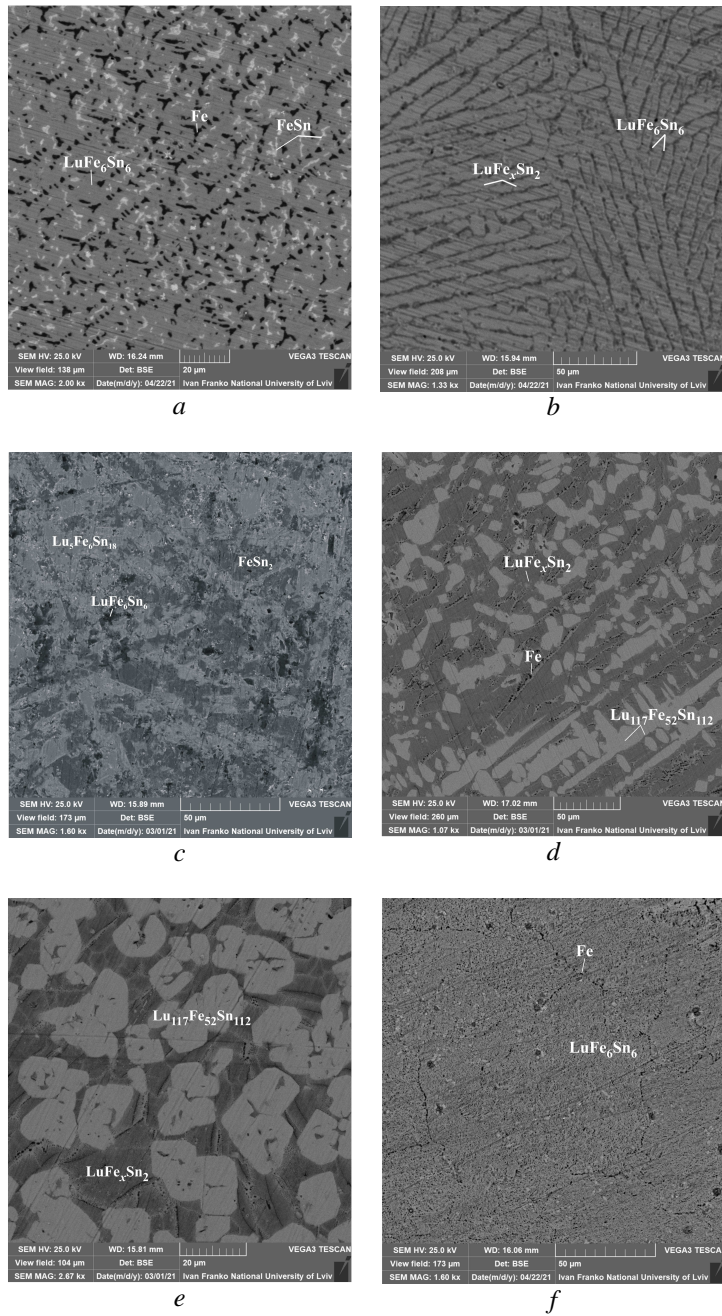 Fe
FeSn
LuFe₆Sn₆
SEM HV: 25.0 kV WD: 16.24 mm VEGA3 TESCAN
View field: 138 µm Det: BSE 20 µm
SEM MAG: 2.00 kx Date(m/d/y): 04/22/21 Ivan Franko National University of Lviv
a
LuFe₆Sn₆
LuFeₓSn₂
SEM HV: 25.0 kV WD: 15.94 mm VEGA3 TESCAN
View field: 208 µm Det: BSE 50 µm
SEM MAG: 1.33 kx Date(m/d/y): 04/22/21 Ivan Franko National University of Lviv
b
Lu₅Fe₆Sn₁₈
FeSn₂
LuFe₆Sn₆
SEM HV: 25.0 kV WD: 15.89 mm VEGA3 TESCAN
View field: 173 µm Det: BSE 50 µm
SEM MAG: 1.60 kx Date(m/d/y): 03/01/21 Ivan Franko National University of Lviv
c
LuFeₓSn₂
Fe
Lu₁₁₇Fe₅₂Sn₁₁₂
SEM HV: 25.0 kV WD: 17.02 mm VEGA3 TESCAN
View field: 260 µm Det: BSE 50 µm
SEM MAG: 1.07 kx Date(m/d/y): 03/01/21 Ivan Franko National University of Lviv
d
Lu₁₁₇Fe₅₂Sn₁₁₂
LuFeₓSn₂
SEM HV: 25.0 kV WD: 15.81 mm VEGA3 TESCAN
View field: 104 µm Det: BSE 20 µm
SEM MAG: 2.67 kx Date(m/d/y): 03/01/21 Ivan Franko National University of Lviv
e
Fe
LuFe₆Sn₆
SEM HV: 25.0 kV WD: 16.06 mm VEGA3 TESCAN
View field: 173 µm Det: BSE 50 µm
SEM MAG: 1.60 kx Date(m/d/y): 04/22/21 Ivan Franko National University of Lviv
f